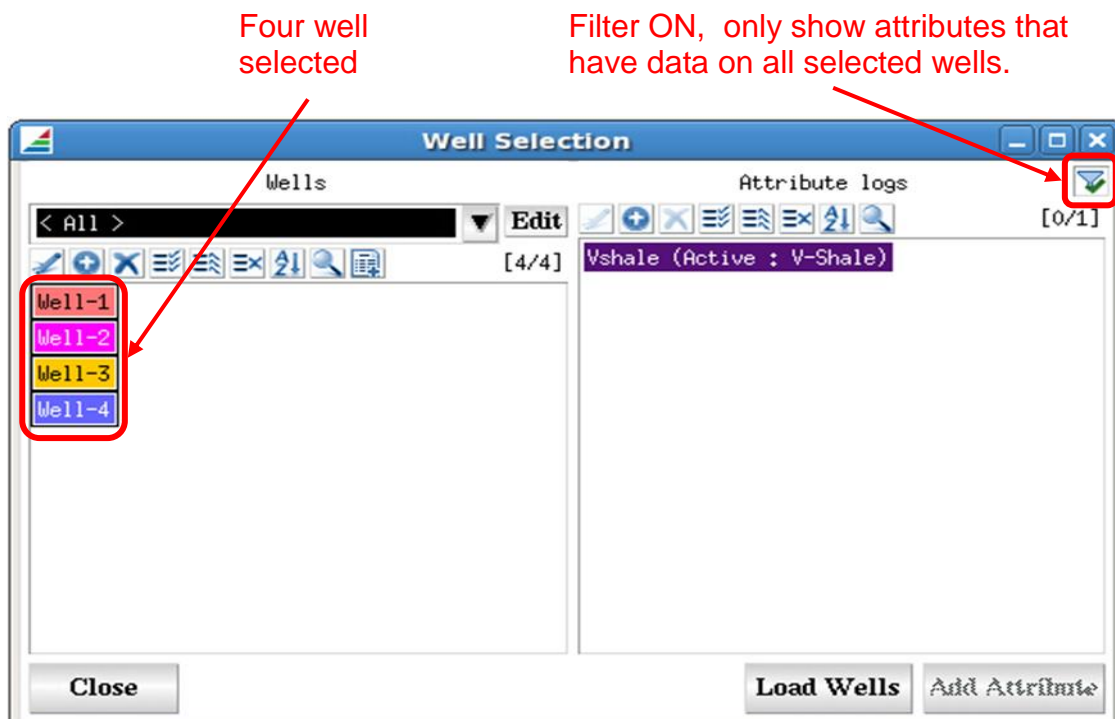 Four well
selected
Filter ON, only show attributes that
have data on all selected wells.
Well Selection
Wells
Attribute logs
< All >
Edit
[0/1]
[4/4]
Vshale (Active : V-Shale)
Well-1
Well-2
Well-3
Well-4
Close
Load Wells
Add Attribute